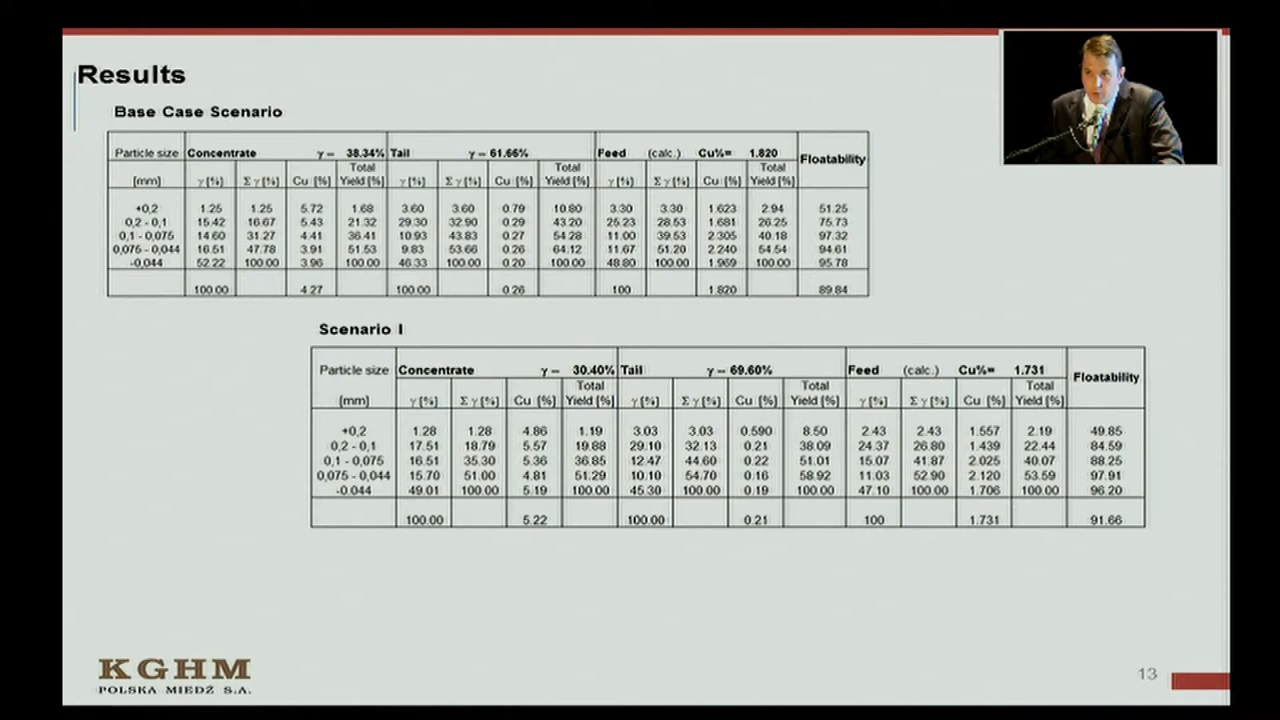 Results
Base Case Scenario
Particle size Concentrate γ = 38.34% Tail γ = 61.66% Feed (calc.) Cu%= 1.820 Floatability
[mm] γ [%] Σ γ [%] Cu [%] Total Yield [%] γ [%] Σ γ [%] Cu [%] Total Yield [%] γ [%] Σ γ [%] Cu [%] Total Yield [%]
+0,2 1.25 1.25 5.72 1.68 3.60 3.60 0.79 10.80 3.30 3.30 1.623 2.94 51.25
0,2 - 0,1 15.42 16.67 5.43 21.32 29.30 32.90 0.29 43.20 25.23 28.53 1.681 26.25 75.73
0,1 - 0,075 14.60 31.27 4.41 36.41 10.93 43.83 0.27 54.28 11.00 39.53 2.305 40.18 97.32
0,075 - 0,044 16.51 47.78 3.91 51.53 9.83 53.66 0.26 64.12 11.67 51.20 2.240 54.54 94.61
-0,044 52.22 100.00 3.96 100.00 46.33 100.00 0.20 100.00 48.80 100.00 1.969 100.00 95.78
100.00 4.27 100.00 0.26 100 1.820 89.84
Scenario I
Particle size Concentrate γ = 30.40% Tail γ = 69.60% Feed (calc.) Cu%= 1.731 Floatability
[mm] γ [%] Σ γ [%] Cu [%] Total Yield [%] γ [%] Σ γ [%] Cu [%] Total Yield [%] γ [%] Σ γ [%] Cu [%] Total Yield [%]
+0,2 1.28 1.28 4.86 1.19 3.03 3.03 0.590 8.50 2.43 2.43 1.557 2.19 49.85
0,2 - 0,1 17.51 18.79 5.57 19.88 29.10 32.13 0.21 38.09 24.37 26.80 1.439 22.44 84.59
0,1 - 0,075 16.51 35.30 5.36 36.85 12.47 44.60 0.22 51.01 15.07 41.87 2.025 40.07 88.25
0,075 - 0,044 15.70 51.00 4.81 51.29 10.10 54.70 0.16 58.92 11.03 52.90 2.120 53.59 97.91
-0.044 49.01 100.00 5.19 100.00 45.30 100.00 0.19 100.00 47.10 100.00 1.706 100.00 96.20
100.00 5.22 100.00 0.21 100 1.731 91.66
KGHM
POLSKA MIEDŹ S.A.
13